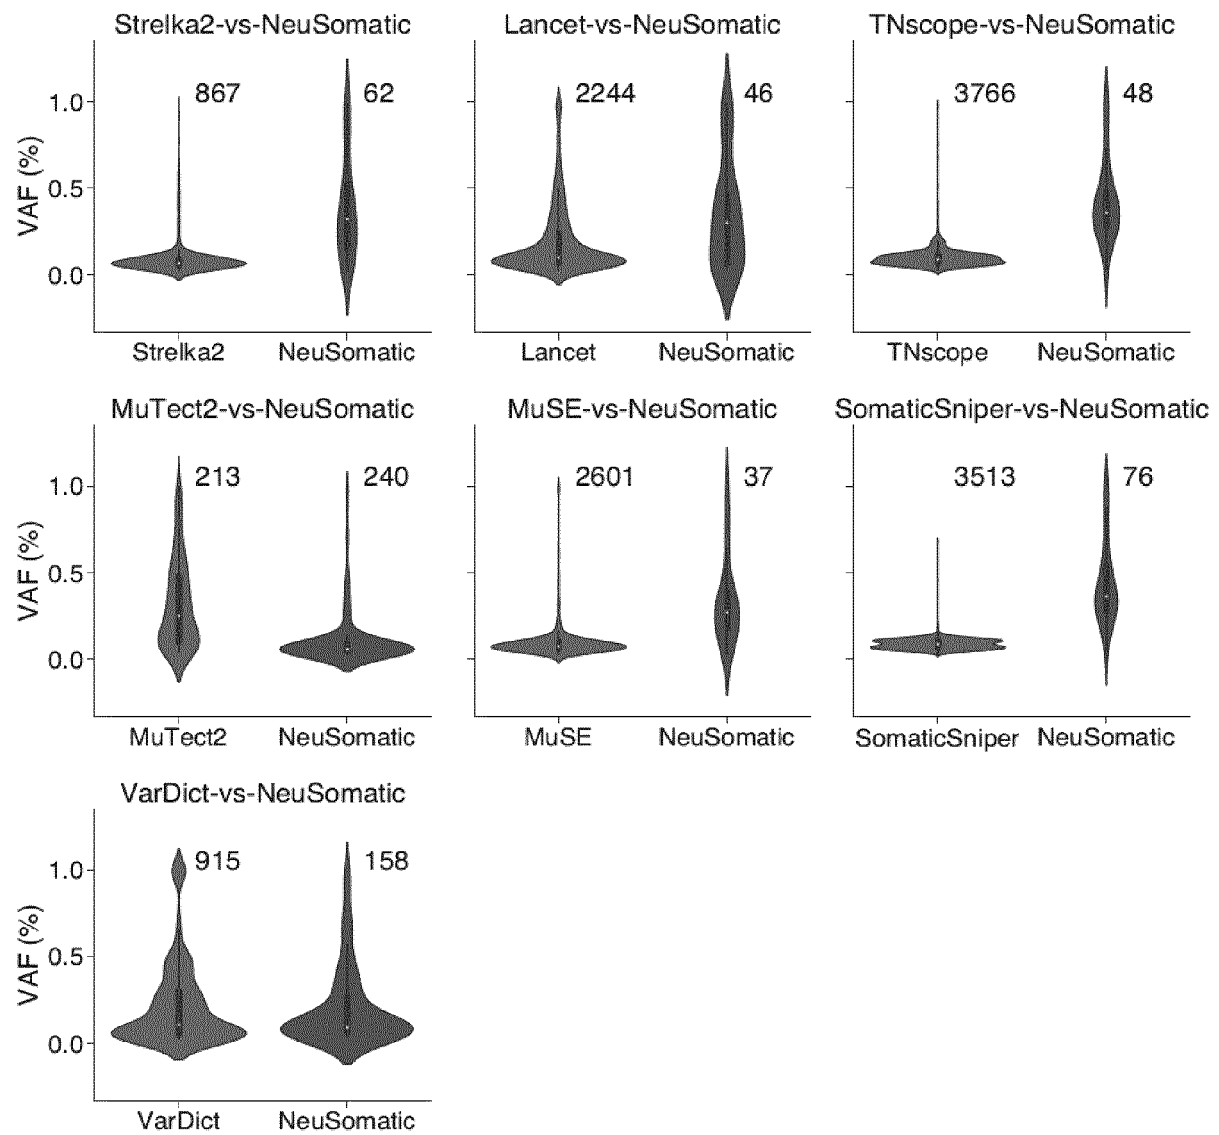 Strelka2-vs-NeuSomatic Lancet-vs-NeuSomatic TNscope-vs-NeuSomatic
867 62 2244 46 3766 48
1.0
0.5
0.0
VAF (%)
Strelka2 NeuSomatic Lancet NeuSomatic TNscope NeuSomatic
MuTect2-vs-NeuSomatic MuSE-vs-NeuSomatic SomaticSniper-vs-NeuSomatic
213 240 2601 37 3513 76
1.0
0.5
0.0
VAF (%)
MuTect2 NeuSomatic MuSE NeuSomatic SomaticSniper NeuSomatic
VarDict-vs-NeuSomatic
915 158
1.0
0.5
0.0
VAF (%)
VarDict NeuSomatic